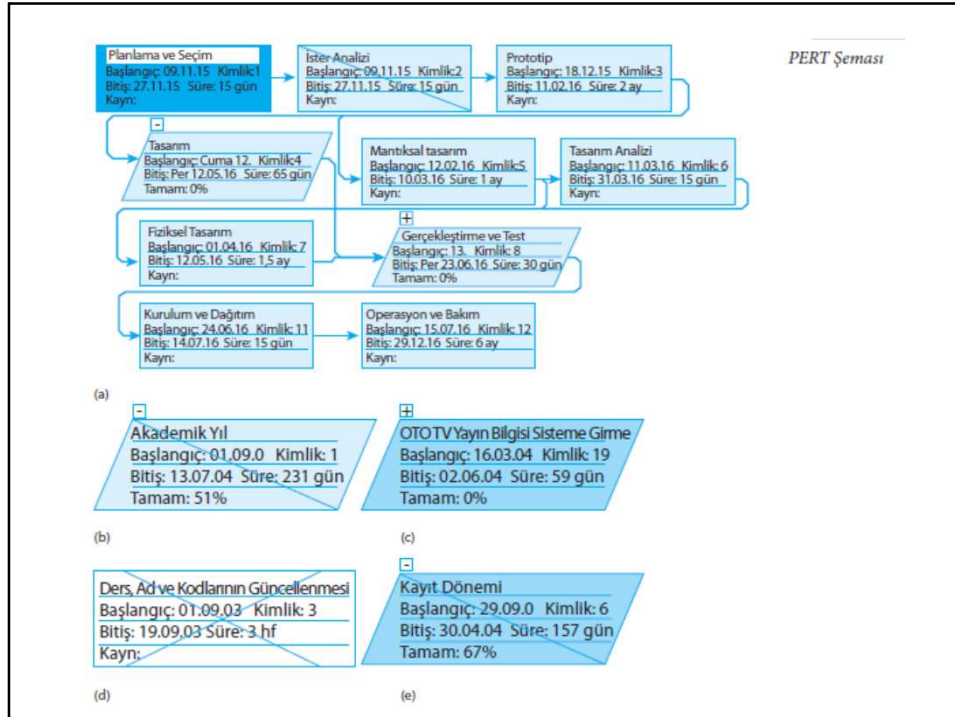 PERT Şeması
Planlama ve Seçim
Başlangıç: 09.11.15 Kimlik:1
Bitiş: 27.11.15 Süre: 15 gün
Kayn:
İster Analizi
Başlangıç: 09.11.15 Kimlik:2
Bitiş: 27.11.15 Süre: 15 gün
Kayn:
Prototip
Başlangıç: 18.12.15 Kimlik:3
Bitiş: 11.02.16 Süre: 2 ay
Kayn:
-
Tasarım
Başlangıç: Cuma 12. Kimlik:4
Bitiş: Per 12.05.16 Süre: 65 gün
Tamam: 0%
Mantıksal tasarım
Başlangıç: 12.02.16 Kimlik:5
Bitiş: 10.03.16 Süre: 1 ay
Kayn:
Tasarım Analizi
Başlangıç: 11.03.16 Kimlik: 6
Bitiş: 31.03.16 Süre: 15 gün
Kayn:
Fiziksel Tasarım
Başlangıç: 01.04.16 Kimlik: 7
Bitiş: 12.05.16 Süre: 1,5 ay
Kayn:
+
Gerçekleştirme ve Test
Başlangıç: 13. Kimlik: 8
Bitiş: Per 23.06.16 Süre: 30 gün
Tamam: 0%
Kurulum ve Dağıtım
Başlangıç: 24.06.16 Kimlik: 11
Bitiş: 14.07.16 Süre: 15 gün
Kayn:
Operasyon ve Bakım
Başlangıç: 15.07.16 Kimlik: 12
Bitiş: 29.12.16 Süre: 6 ay
Kayn:
(a)
-
Akademik Yıl
Başlangıç: 01.09.0 Kimlik: 1
Bitiş: 13.07.04 Süre: 231 gün
Tamam: 51%
(b)
+
OTO TV Yayın Bilgisi Sisteme Girme
Başlangıç: 16.03.04 Kimlik: 19
Bitiş: 02.06.04 Süre: 59 gün
Tamam: 0%
(c)
Ders, Ad ve Kodlarının Güncellenmesi
Başlangıç: 01.09.03 Kimlik: 3
Bitiş: 19.09.03 Süre: 3 hf
Kayn:
(d)
-
Kayıt Dönemi
Başlangıç: 29.09.0 Kimlik: 6
Bitiş: 30.04.04 Süre: 157 gün
Tamam: 67%
(e)